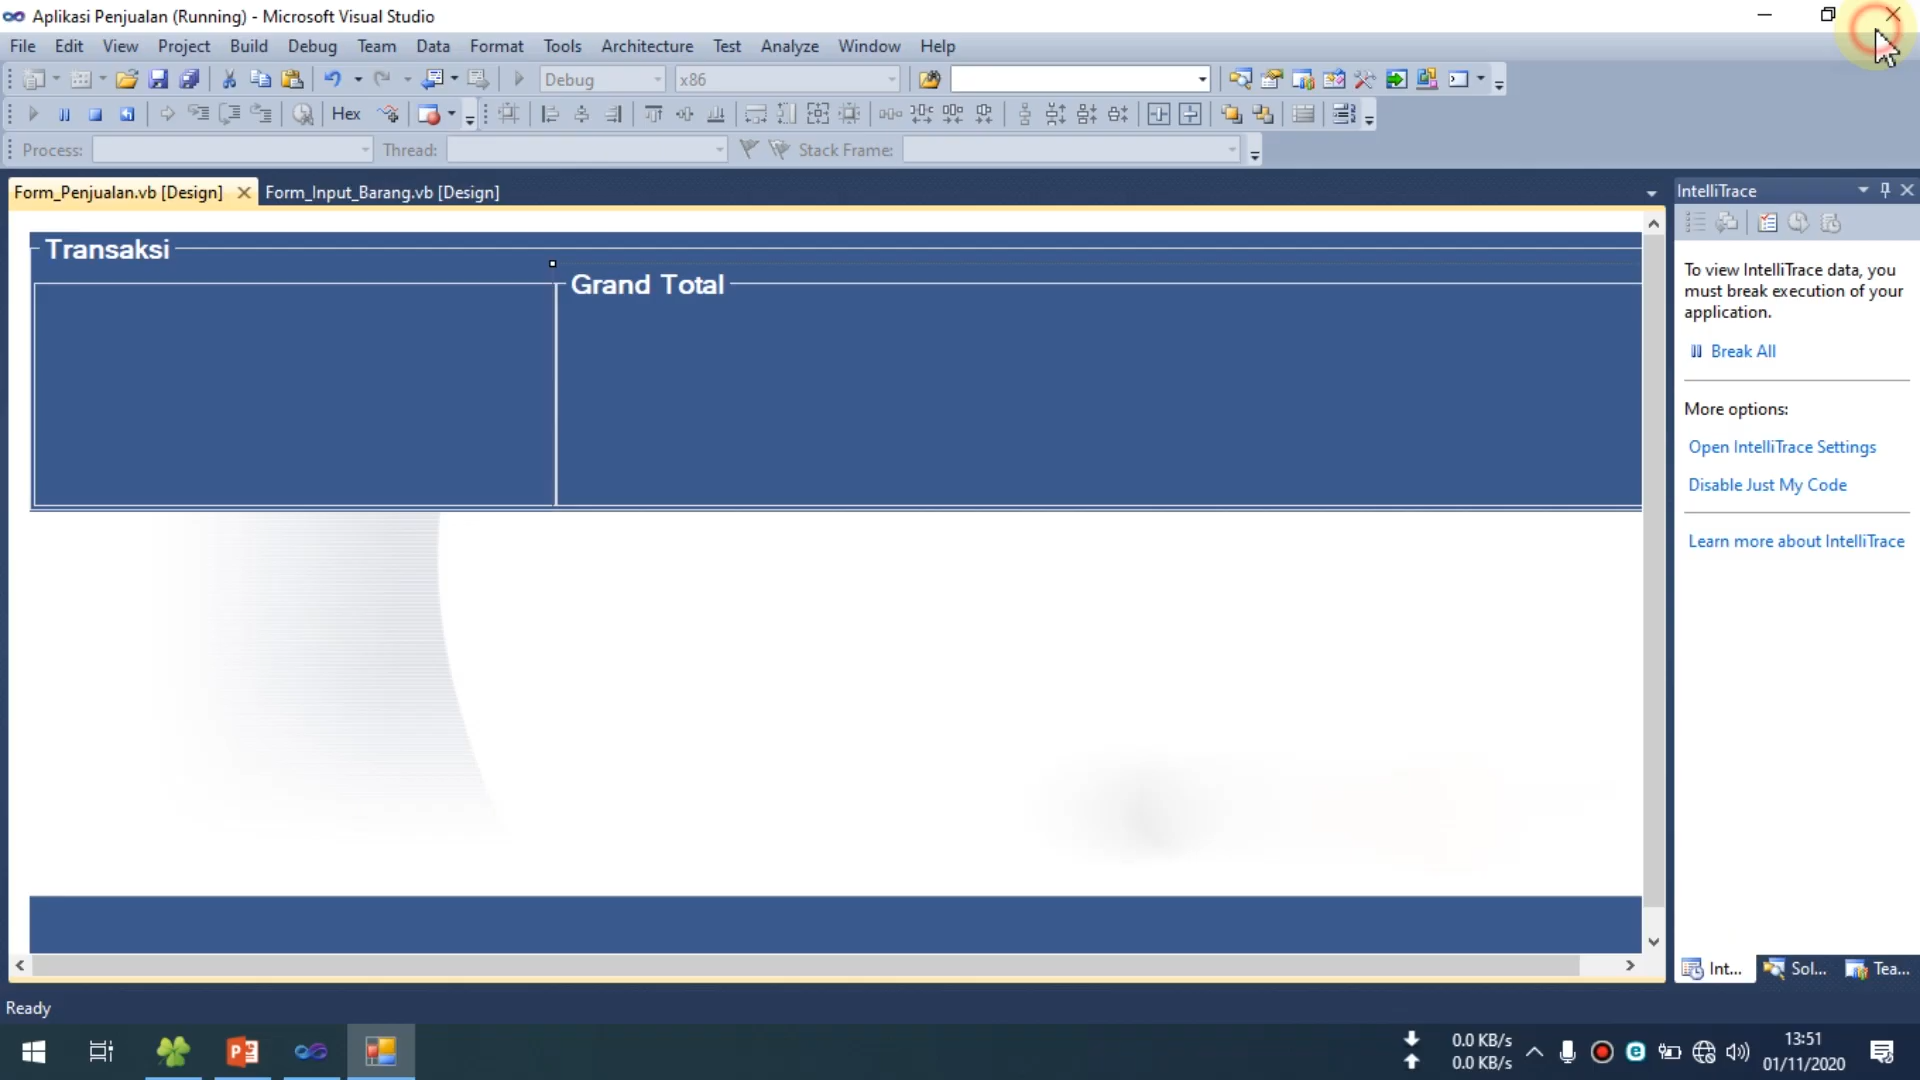 Aplikasi Penjualan (Running) - Microsoft Visual Studio
File Edit View Project Build Debug Team Data Format Tools Architecture Test Analyze Window Help
Debug x86
Hex
Process: Thread: Stack Frame:
Form_Penjualan.vb [Design] Form_Input_Barang.vb [Design]
IntelliTrace
Transaksi
Grand Total
To view IntelliTrace data, you
must break execution of your
application.
Break All
More options:
Open IntelliTrace Settings
Disable Just My Code
Learn more about IntelliTrace
Int... Sol... Tea...
Ready
0.0 KB/s
0.0 KB/s
13:51
01/11/2020